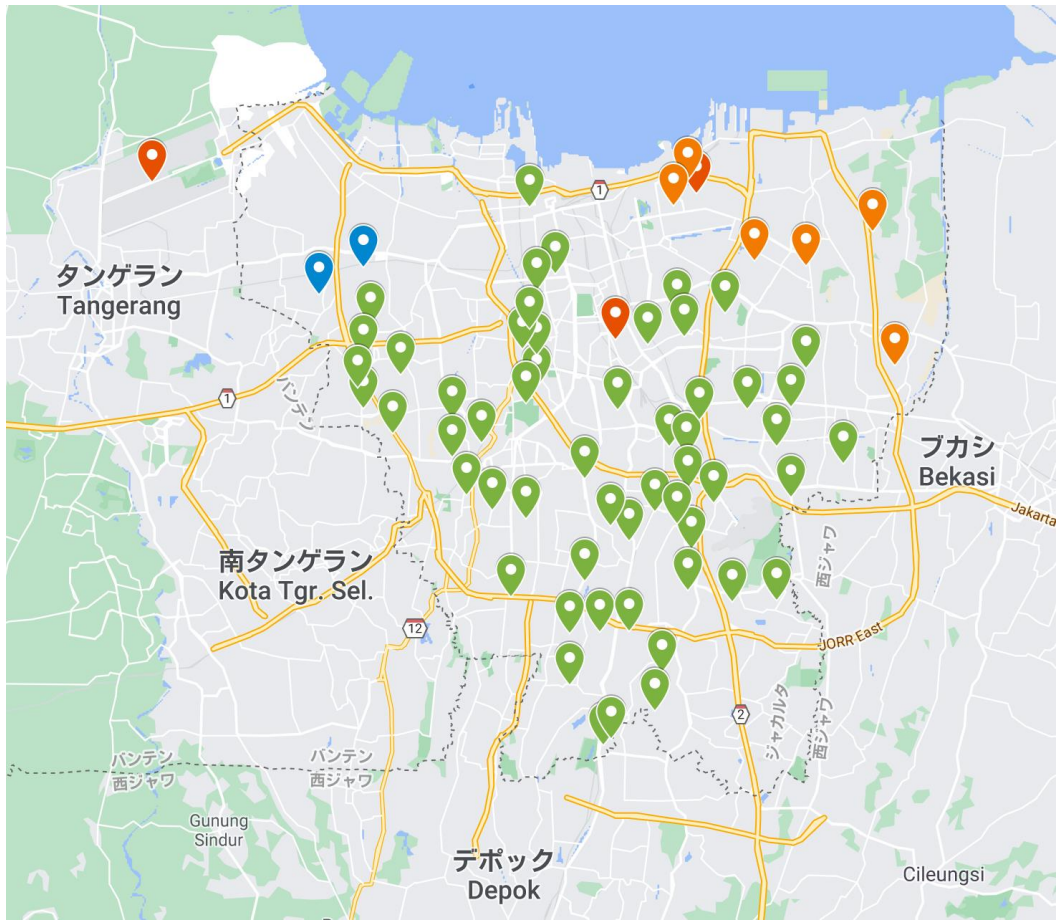 1
タンゲラン
Tangerang
1
バンテン
ブカシ
Bekasi
Jakarta
南タンゲラン
Kota Tgr. Sel.
西ジャワ
12
JORR East
2
ジャカルタ
西ジャワ
バンテン
西ジャワ
バンテン
西ジャワ
Gunung
Sindur
デポック
Depok
Cileungsi